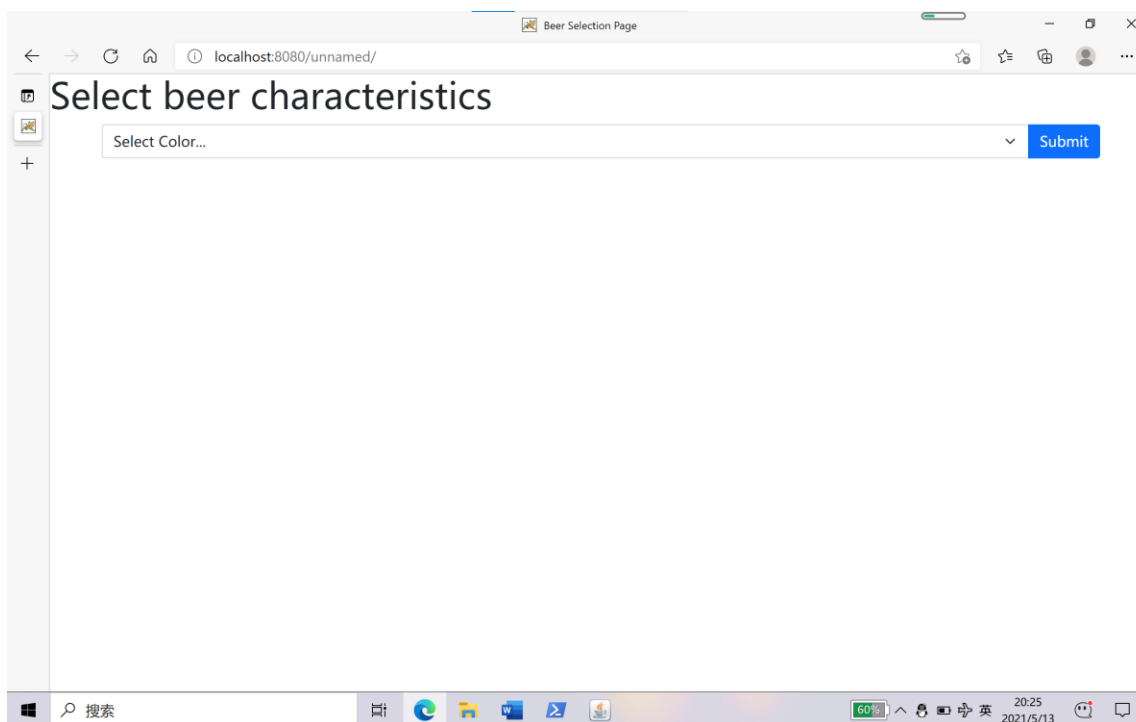 Beer Selection Page
localhost:8080/unnamed/
Select beer characteristics
Select Color...
Submit
搜索
W
60%
英
20:25
2021/5/13